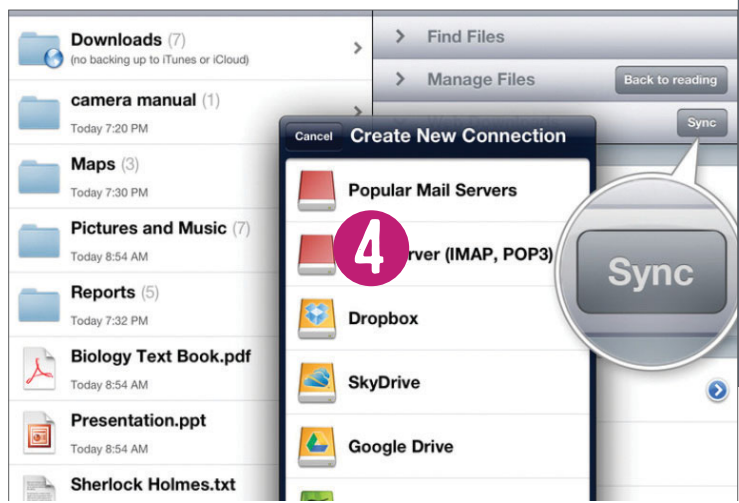 Downloads (7)
(no backing up to iTunes or iCloud)
camera manual (1)
Today 7:20 PM
Maps (3)
Today 7:30 PM
Pictures and Music (7)
Today 8:54 AM
Reports (5)
Today 7:32 PM
Biology Text Book.pdf
Today 8:54 AM
Presentation.ppt
Today 8:54 AM
Sherlock Holmes.txt
Find Files
Manage Files
Back to reading
Sync
Cancel
Create New Connection
Popular Mail Servers
4
(IMAP, POP3)
Dropbox
SkyDrive
Google Drive
Sync